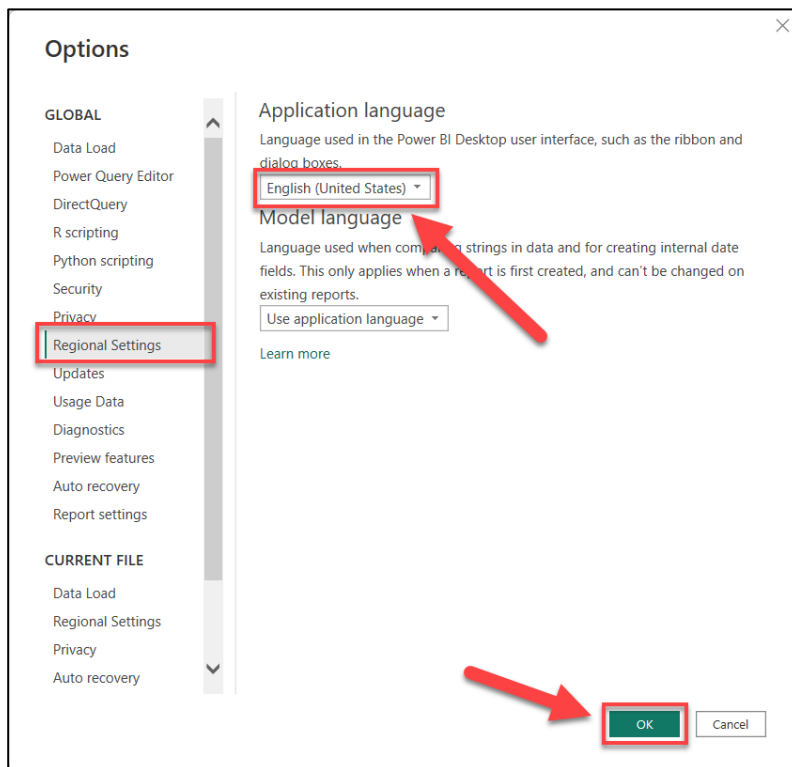 Options
GLOBAL
Data Load
Power Query Editor
DirectQuery
R scripting
Python scripting
Security
Privacy
Regional Settings
Updates
Usage Data
Diagnostics
Preview features
Auto recovery
Report settings
CURRENT FILE
Data Load
Regional Settings
Privacy
Auto recovery
Application language
Language used in the Power BI Desktop user interface, such as the ribbon and
dialog boxes.
English (United States)
Model language
Language used when comparing strings in data and for creating internal date
fields. This only applies when a report is first created, and can't be changed on
existing reports.
Use application language
Learn more
OK
Cancel